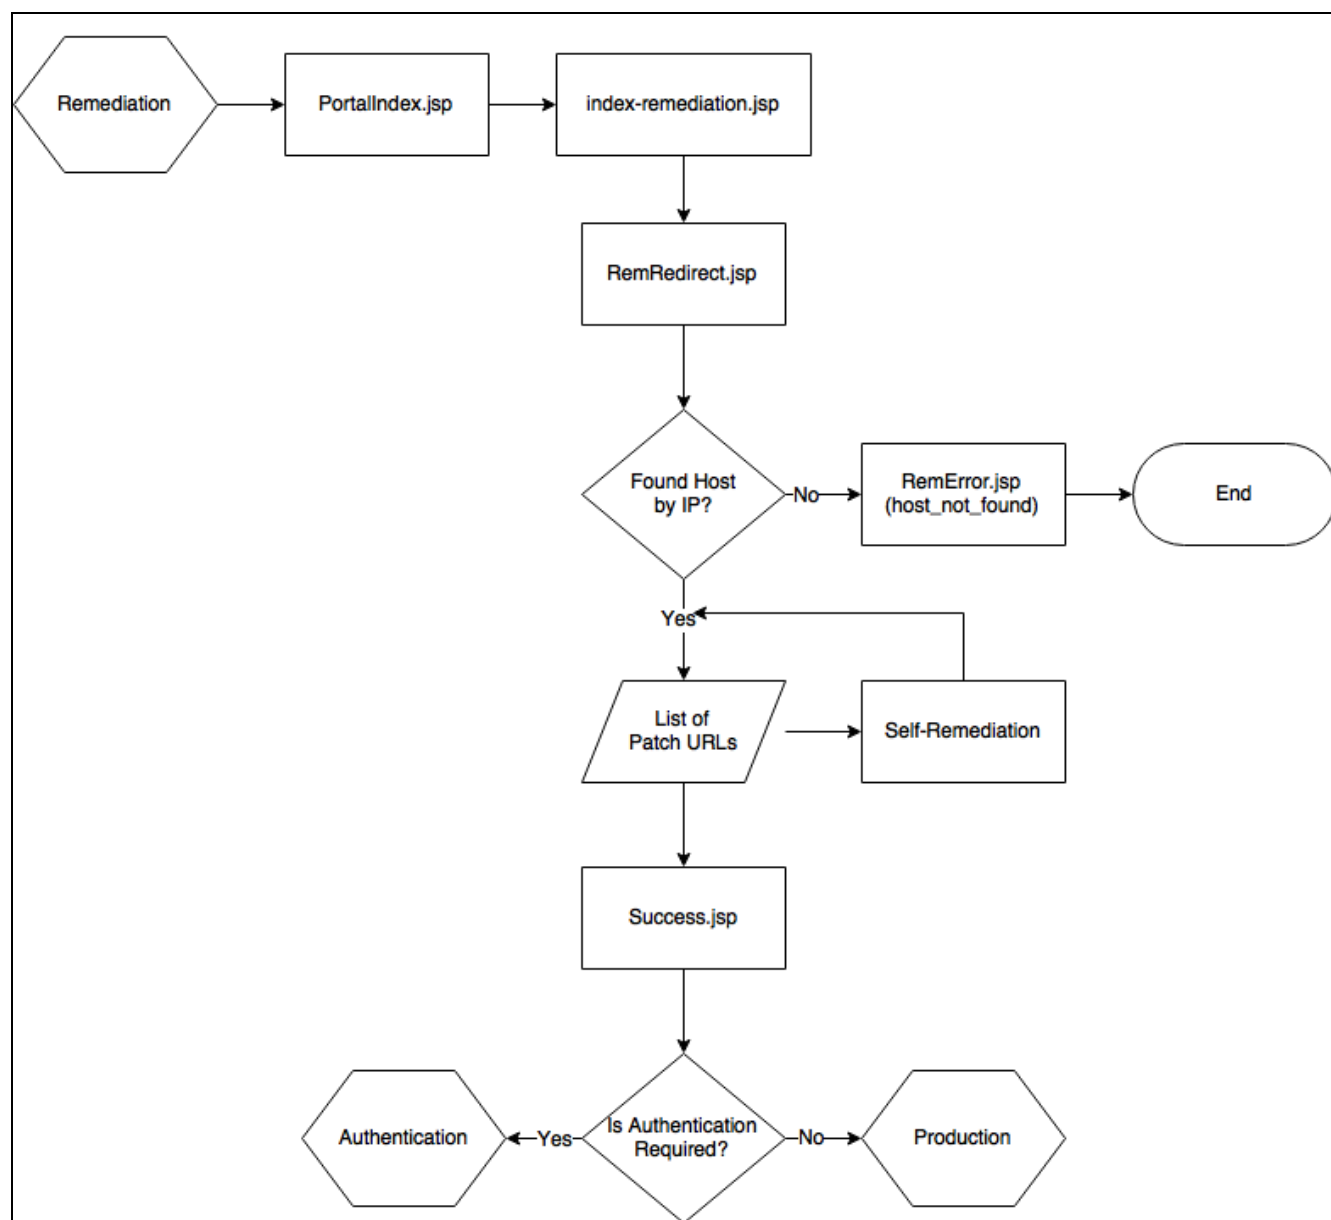 Remediation
PortalIndex.jsp
index-remediation.jsp
RemRedirect.jsp
Found Host
by IP?
No
RemError.jsp
(host_not_found)
End
Yes
List of
Patch URLs
Self-Remediation
Success.jsp
Authentication
Yes
Is Authentication
Required?
No
Production